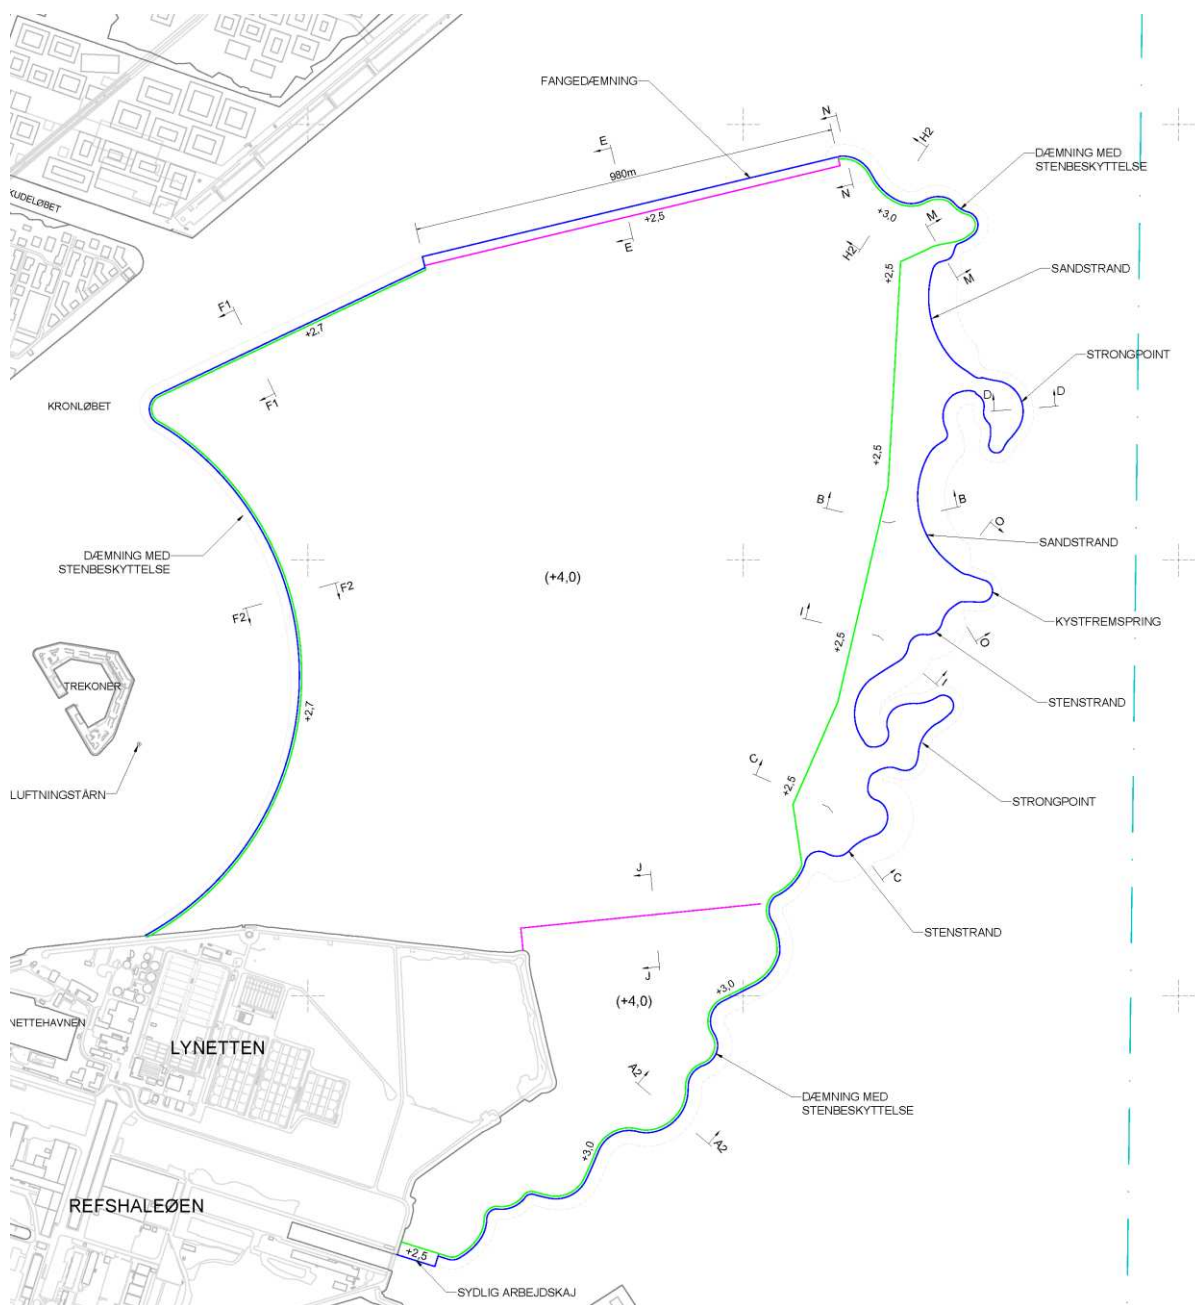 FANGEDÆMNING
N
E
H2
DÆMNING MED
STENBESKYTTELSE
980m
N
+3,0
+2,5
M
E
H2
KUDELØBET
+2,5
SANDSTRAND
M
F1
+2,7
STRONGPOINT
D
D
F1
KRONLØBET
+2,5
B
B
O
DÆMNING MED
STENBESKYTTELSE
SANDSTRAND
(+4,0)
F2
F2
I
KYSTFREMSPRING
+2,5
O
TREKONER
I
STENSTRAND
+2,7
C
+2,5
LUFTNINGSTÅRN
STRONGPOINT
J
C
STENSTRAND
J
+3,0
(+4,0)
NETTEHAVNEN
LYNETTEN
A2
DÆMNING MED
STENBESKYTTELSE
A2
+3,0
REFSHALEØEN
+2,5
SYDLIG ARBEJDSKAJ